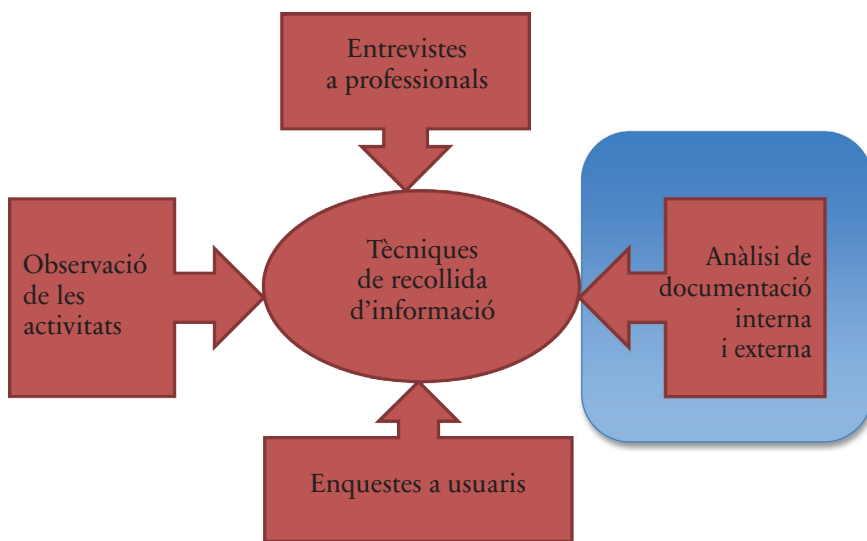 Entrevistes
a professionals
Observació
de les
activitats
Tècniques
de recollida
d’informació
Anàlisi de
documentació
interna
i externa
Enquestes a usuaris